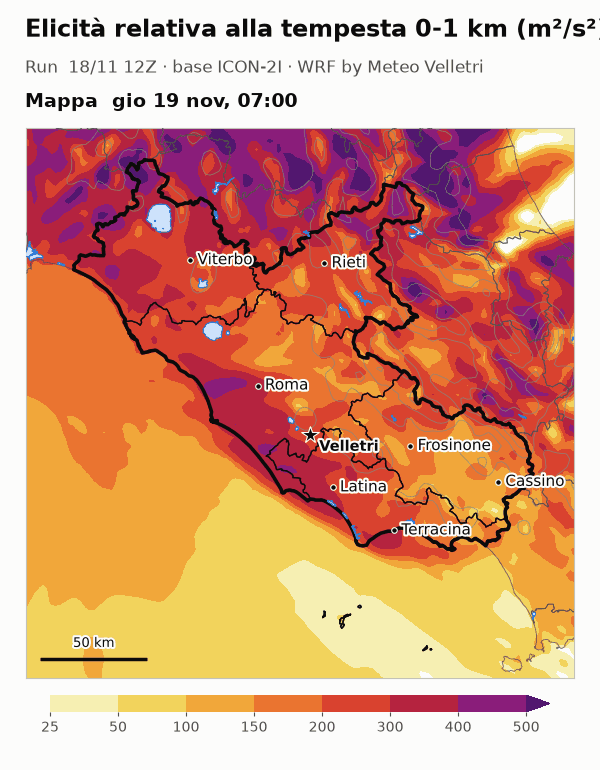 Elicità relativa alla tempesta 0-1 km (m²/s²)
Run  18/11 12Z · base ICON-2I · WRF by Meteo Velletri
Mappa  gio 19 nov, 07:00
Viterbo
Rieti
Roma
Velletri
Frosinone
Latina
Cassino
Terracina
50 km
25 50 100 150 200 300 400 500